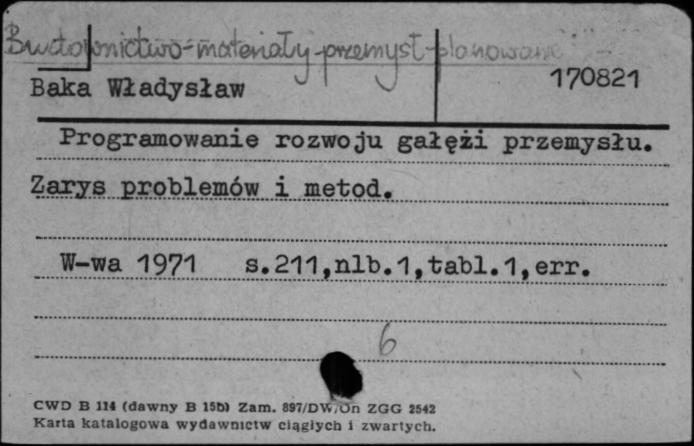 Budownictwo-materiały-przemysł-planowanie
Baka Władysław 170821
Programowanie rozwoju gałęzi przemysłu.
Zarys problemów i metod.
W-wa 1971 s.211,nlb.1,tabl.1,err.
6
CWD B 114 (dawny B 15b) Zam. 897/DW/On ZGG 2542
Karta katalogowa wydawnictw ciągłych i zwartych.